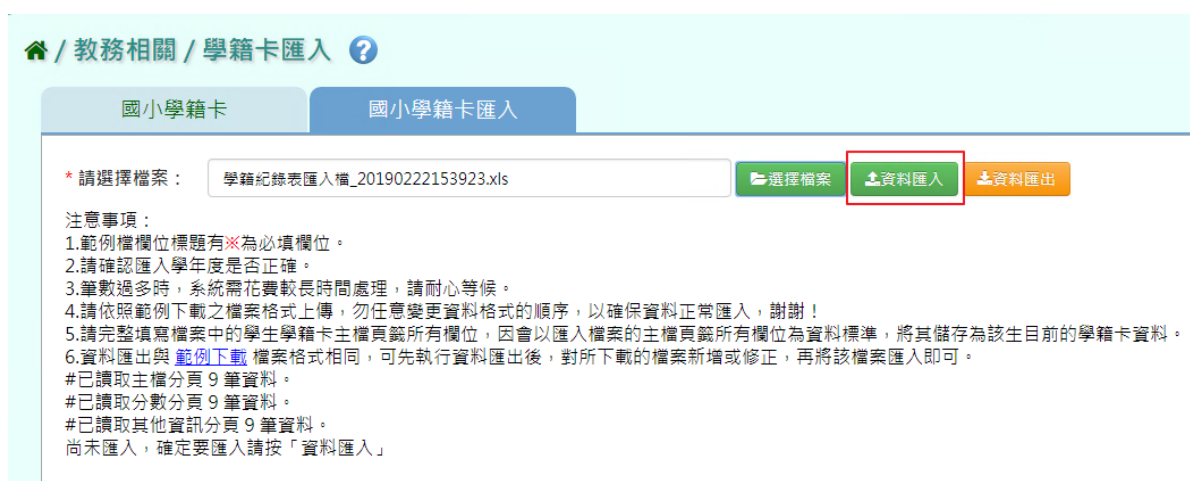 / 教務相關 / 學籍卡匯入 ?
國小學籍卡 國小學籍卡匯入
* 請選擇檔案： 學籍紀錄表匯入檔_20190222153923.xls 選擇檔案 資料匯入 資料匯出
注意事項：
1.範例檔欄位標題有※為必填欄位。
2.請確認匯入學年度是否正確。
3.筆數過多時，系統需花費較長時間處理，請耐心等候。
4.請依照範例下載之檔案格式上傳，勿任意變更資料格式的順序，以確保資料正常匯入，謝謝！
5.請完整填寫檔案中的學生學籍卡主檔頁籤所有欄位，因會以匯入檔案的主檔頁籤所有欄位為資料標準，將其儲存為該生目前的學籍卡資料。
6.資料匯出與 範例下載 檔案格式相同，可先執行資料匯出後，對所下載的檔案新增或修正，再將該檔案匯入即可。
#已讀取主檔分頁 9 筆資料。
#已讀取分數分頁 9 筆資料。
#已讀取其他資訊分頁 9 筆資料。
尚未匯入，確定要匯入請按「資料匯入」